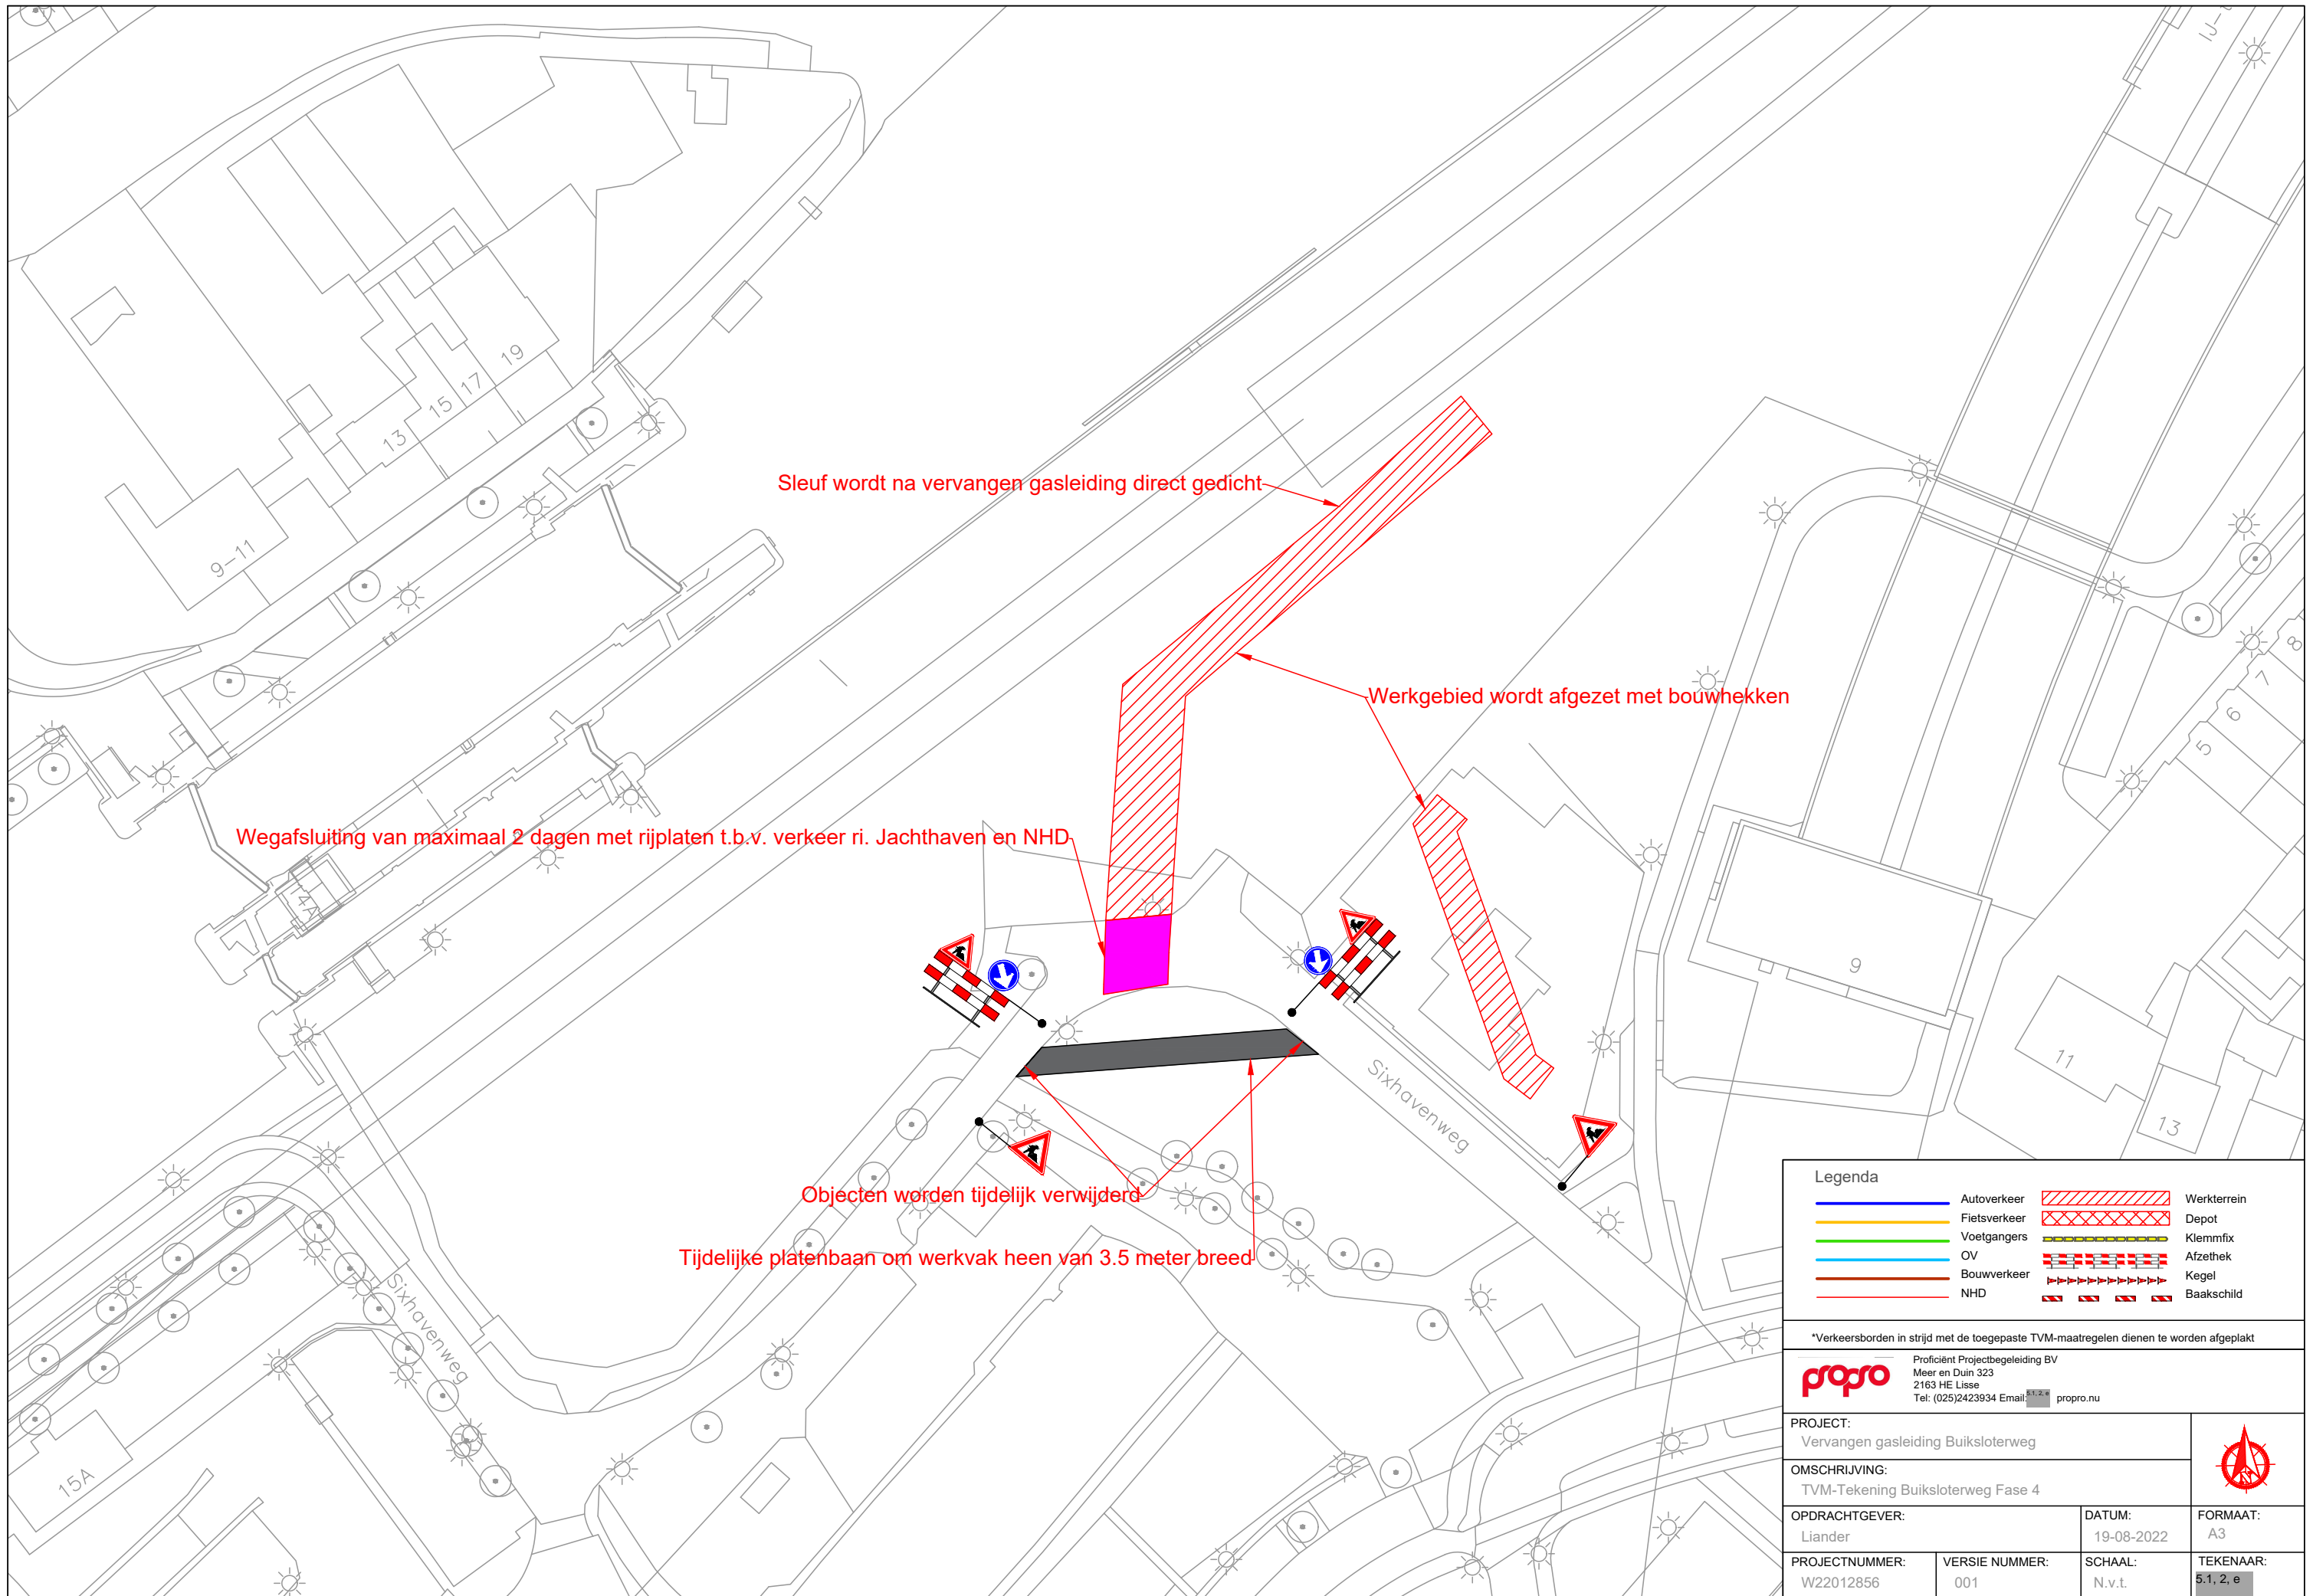 IJ-
19
17
15
13
9-11
Sleuf wordt na vervangen gasleiding direct gedicht
Werkgebied wordt afgezet met bouwhekken
8
7
6
5
Wegafsluiting van maximaal 2 dagen met rijplaten t.b.v. verkeer ri. Jachthaven en NHD
4A
9
11
13
Sixhavenweg
Objecten worden tijdelijk verwijderd
Tijdelijke platenbaan om werkvak heen van 3.5 meter breed
Sixhavenweg
15A
Legenda
Autoverkeer
Fietsverkeer
Voetgangers
OV
Bouwverkeer
NHD
Werkterrein
Depot
Klemmfix
Afzethek
Kegel
Baakschild
*Verkeersborden in strijd met de toegepaste TVM-maatregelen dienen te worden afgeplakt
propro
Proficiënt Projectbegeleiding BV
Meer en Duin 323
2163 HE Lisse
Tel: (025)2423934 Email: 5.1, 2, e propro.nu
PROJECT:
Vervangen gasleiding Buiksloterweg
OMSCHRIJVING:
TVM-Tekening Buiksloterweg Fase 4
N
OPDRACHTGEVER:
Liander
DATUM:
19-08-2022
FORMAAT:
A3
PROJECTNUMMER:
W22012856
VERSIE NUMMER:
001
SCHAAL:
N.v.t.
TEKENAAR:
5.1, 2, e